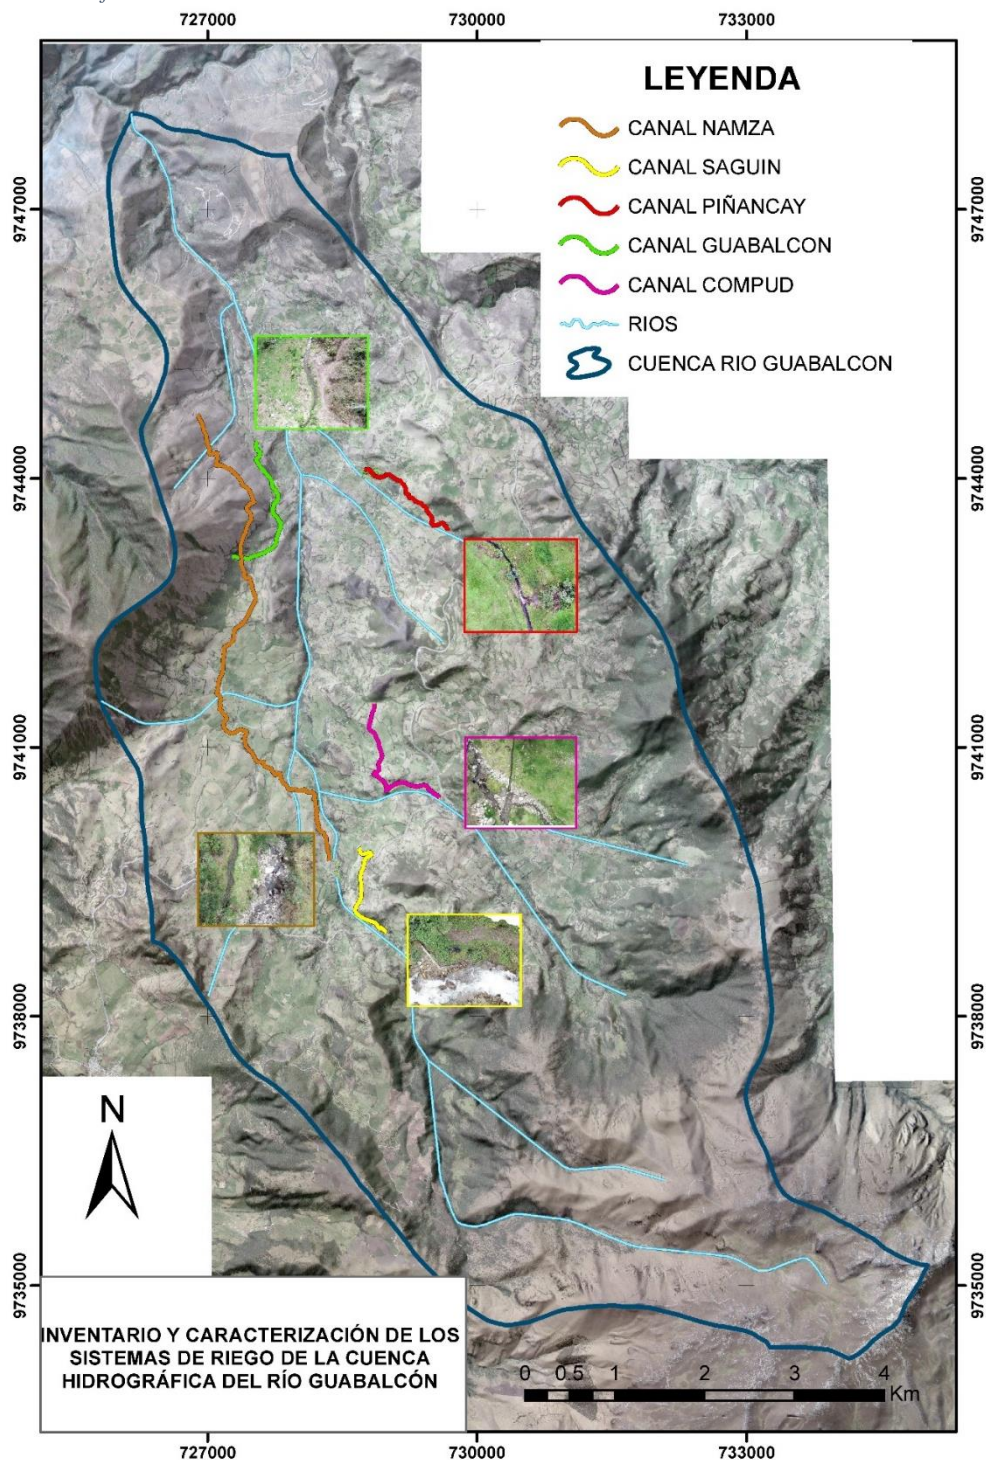 727000
730000
733000
LEYENDA
CANAL NAMZA
CANAL SAGUIN
CANAL PIÑANCAY
CANAL GUABALCON
CANAL COMPUD
RIOS
CUENCA RIO GUABALCON
9747000
9747000
9744000
9744000
9741000
9741000
9738000
9738000
9735000
9735000
N
INVENTARIO Y CARACTERIZACIÓN DE LOS
SISTEMAS DE RIEGO DE LA CUENCA
HIDROGRÁFICA DEL RÍO GUABALCÓN
0 0.5 1 2 3 4
Km
727000
730000
733000